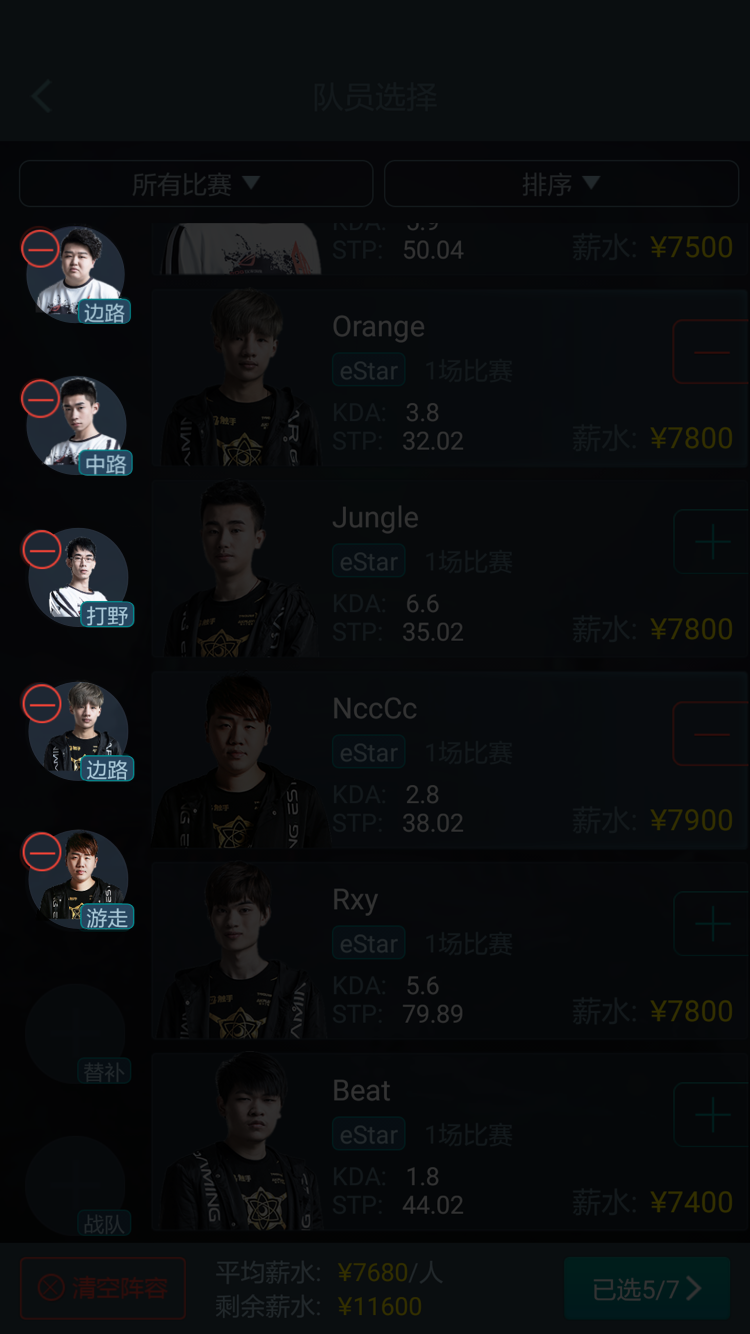 队员选择
所有比赛
排序
边路
中路
打野
边路
游走
替补
战队
KDA: 5.9
STP: 50.04
薪水: ¥7500
Orange
eStar 1场比赛
KDA: 3.8
STP: 32.02
薪水: ¥7800
Jungle
eStar 1场比赛
KDA: 6.6
STP: 35.02
薪水: ¥7800
NccCc
eStar 1场比赛
KDA: 2.8
STP: 38.02
薪水: ¥7900
Rxy
eStar 1场比赛
KDA: 5.6
STP: 79.89
薪水: ¥7800
Beat
eStar 1场比赛
KDA: 1.8
STP: 44.02
薪水: ¥7400
清空阵容
平均薪水: ¥7680/人
剩余薪水: ¥11600
已选5/7